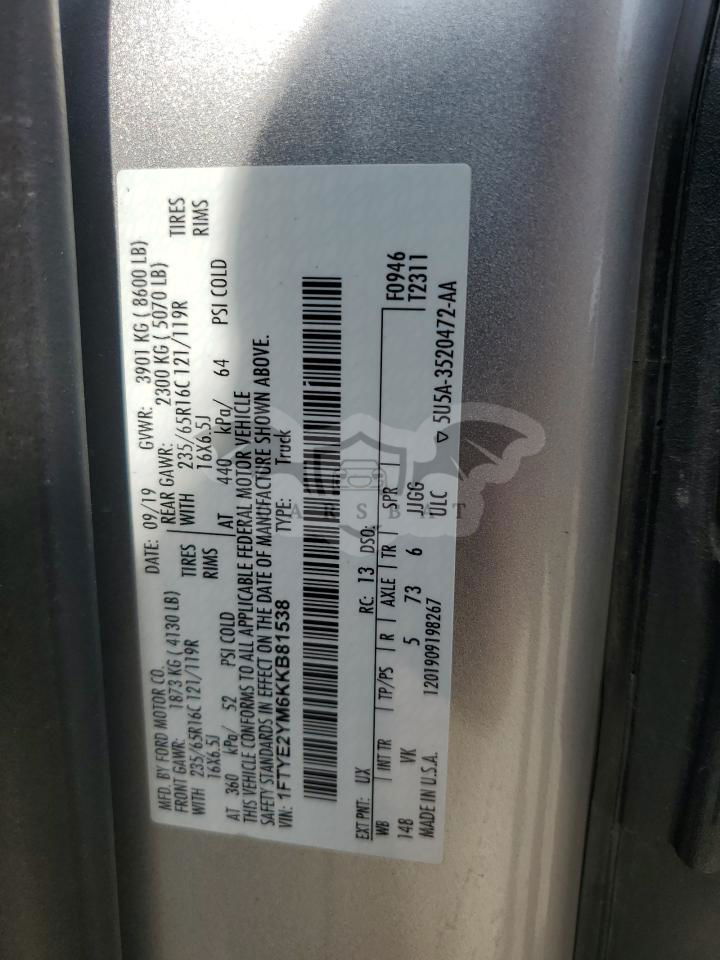 MFD. BY FORD MOTOR CO.
DATE: 09/19 GVWR: 3901 KG ( 8600 LB)
FRONT GAWR: 1873 KG ( 4130 LB) REAR GAWR: 2300 KG ( 5070 LB)
WITH 235/65R16C 121/119R TIRES WITH 235/65R16C 121/119R TIRES
16X6.5J RIMS 16X6.5J RIMS
AT 360 kPa/ 52 PSI COLD AT 440 kPa/ 64 PSI COLD
THIS VEHICLE CONFORMS TO ALL APPLICABLE FEDERAL MOTOR VEHICLE
SAFETY STANDARDS IN EFFECT ON THE DATE OF MANUFACTURE SHOWN ABOVE.
VIN: 1FTYE2YM6KKB81538 TYPE: Truck
EXT PNT: UX RC: 13 DSO: F0946
WB INT TR TP/PS R AXLE TR SPR T2311
148 VK 5 73 6 JJGG
MADE IN U.S.A. 1201909198267 ULC
▽ 5U5A-3520472-AA
CARSBAT